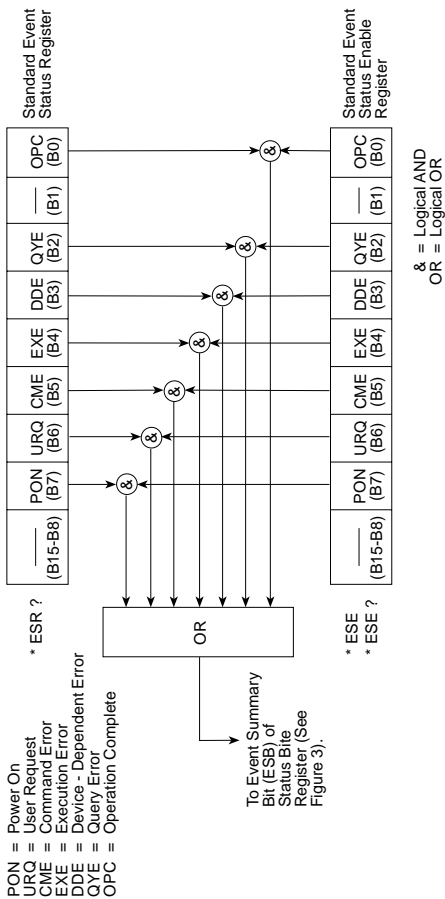 * ESR ?
—— (B15-B8)
PON (B7)
URQ (B6)
CME (B5)
EXE (B4)
DDE (B3)
QYE (B2)
—— (B1)
OPC (B0)
Standard Event
Status Register
&
&
&
&
&
&
&
OR
* ESE
* ESE ?
—— (B15-B8)
PON (B7)
URQ (B6)
CME (B5)
EXE (B4)
DDE (B3)
QYE (B2)
—— (B1)
OPC (B0)
Standard Event
Status Enable
Register
PON = Power On
URQ = User Request
CME = Command Error
EXE = Execution Error
DDE = Device - Dependent Error
QYE = Query Error
OPC = Operation Complete
To Event Summary
Bit (ESB) of
Status Bite
Register (See
Figure 3).
& = Logical AND
OR = Logical OR